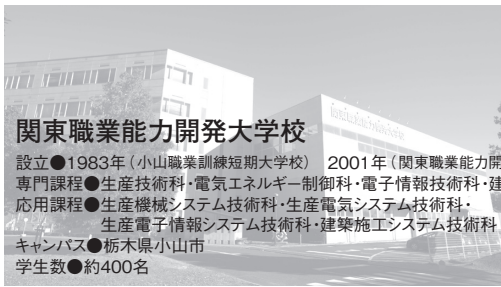 関東職業能力開発大学校
設立●1983年（小山職業訓練短期大学校） 2001年（関東職業能力開
専門課程●生産技術科・電気エネルギー制御科・電子情報技術科・建
応用課程●生産機械システム技術科・生産電気システム技術科・
生産電子情報システム技術科・建築施工システム技術科
キャンパス●栃木県小山市
学生数●約400名